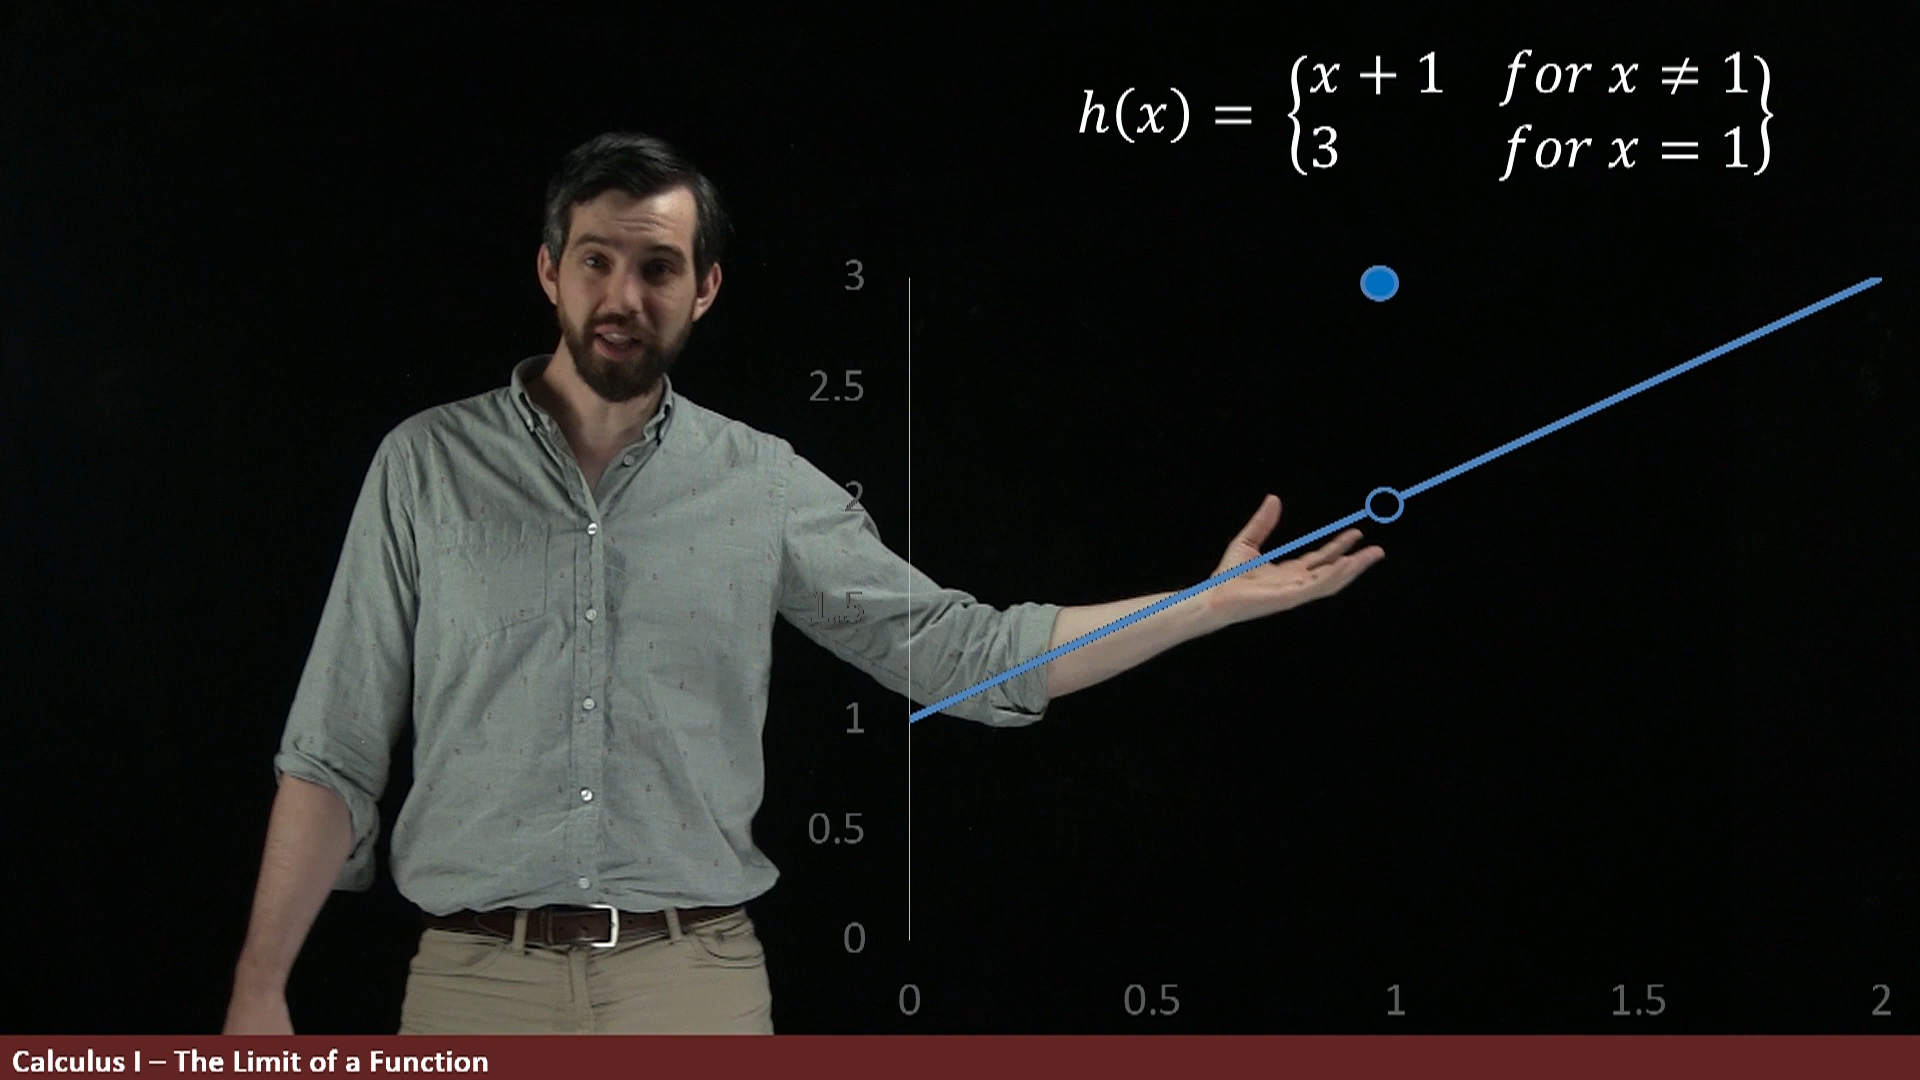 h(x) = {x + 1 for x ≠ 1}
{3 for x = 1}
3
2.5
2
1.5
1
0.5
0
0 0.5 1 1.5 2
Calculus I – The Limit of a Function